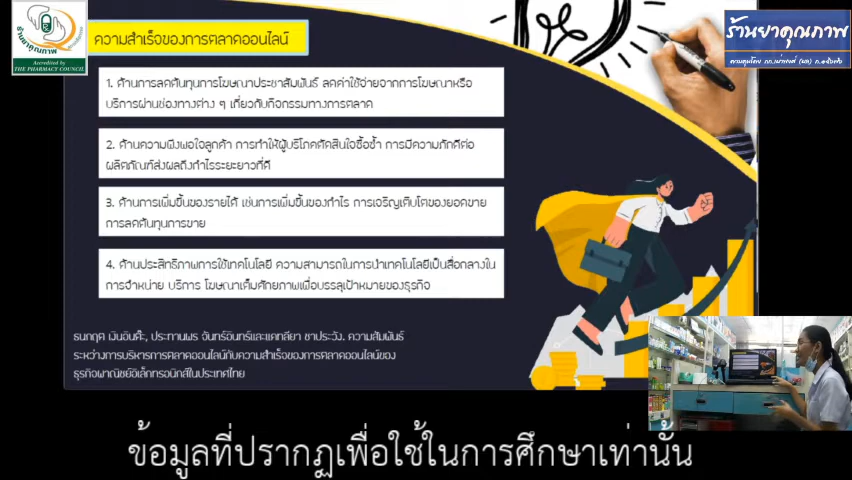 ร้านยาคุณภาพ
Accredited by
THE PHARMACY COUNCIL
ความสำเร็จของการตลาดออนไลน์
ร้านยาคุณภาพ
1. ด้านการลดต้นทุนการโฆษณาประชาสัมพันธ์ ลดค่าใช้จ่ายจากการโฆษณาหรือ
บริการผ่านช่องทางต่าง ๆ เกี่ยวกับกิจกรรมทางการตลาด
2. ด้านความพึงพอใจลูกค้า การทำให้ผู้บริโภคตัดสินใจซื้อซ้ำ การมีความภักดีต่อ
ผลิตภัณฑ์ส่งผลถึงกำไรระยะยาวที่ดี
3. ด้านการเพิ่มขึ้นของรายได้ เช่นการเพิ่มขึ้นของกำไร การเจริญเติบโตของยอดขาย
การลดต้นทุนการขาย
4. ด้านประสิทธิภาพการใช้เทคโนโลยี ความสามารถในการนำเทคโนโลยีเป็นสื่อกลางใน
การจำหน่าย บริการ โฆษณาเต็มศักยภาพเพื่อบรรลุเป้าหมายของธุรกิจ
ธนกฤต เงินอินต๊ะ, ประทานพร จันทร์อินทร์และแคทลียา ชาประวัง. ความสัมพันธ์
ระหว่างการบริหารการตลาดออนไลน์กับความสำเร็จของการตลาดออนไลน์ของ
ธุรกิจพาณิชย์อิเล็กทรอนิกส์ในประเทศไทย
ข้อมูลที่ปรากฏเพื่อใช้ในการศึกษาเท่านั้น